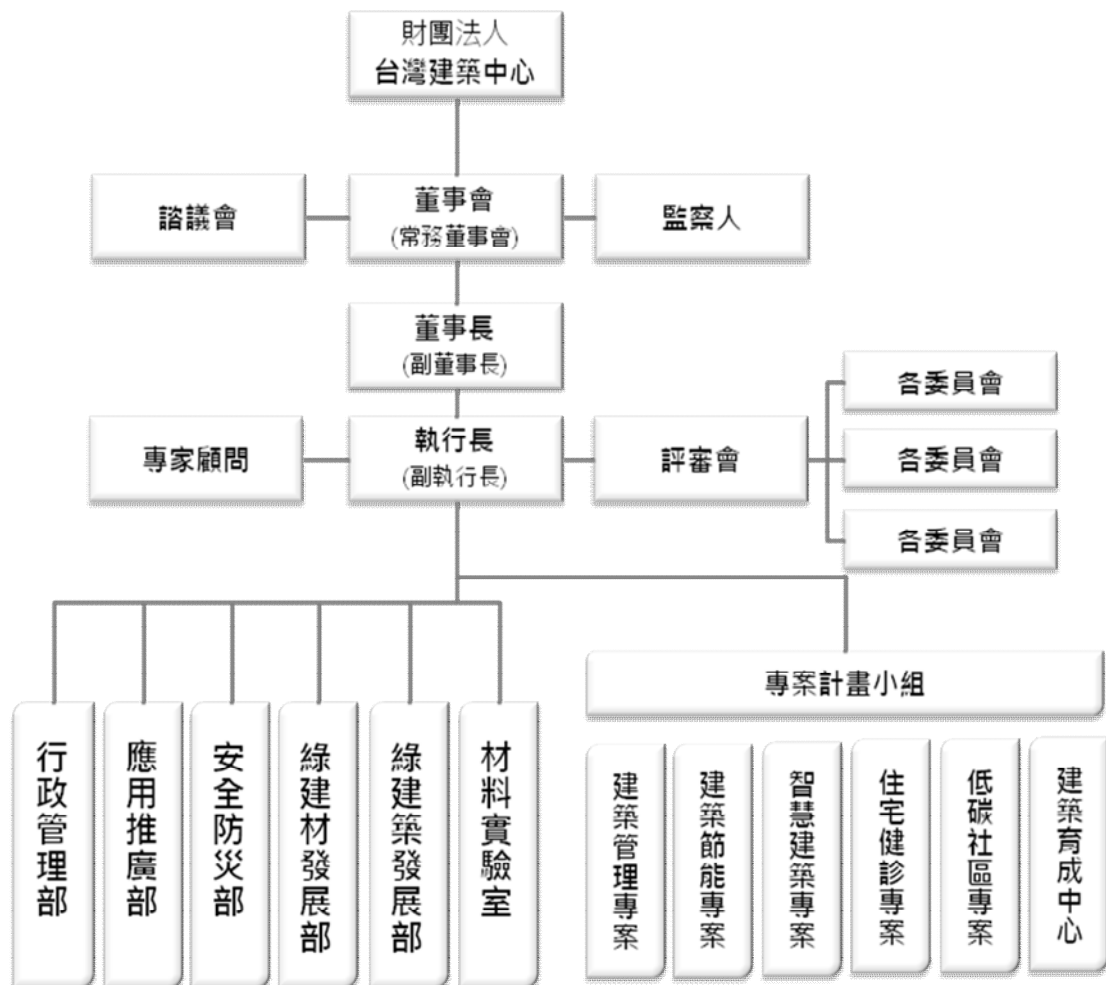 財團法人
台灣建築中心
諮議會
董事會
(常務董事會)
監察人
董事長
(副董事長)
各委員會
專家顧問
執行長
(副執行長)
評審會
各委員會
各委員會
專案計畫小組
行政管理部
應用推廣部
安全防災部
綠建材發展部
綠建築發展部
材料實驗室
建築管理專案
建築節能專案
智慧建築專案
住宅健診專案
低碳社區專案
建築育成中心